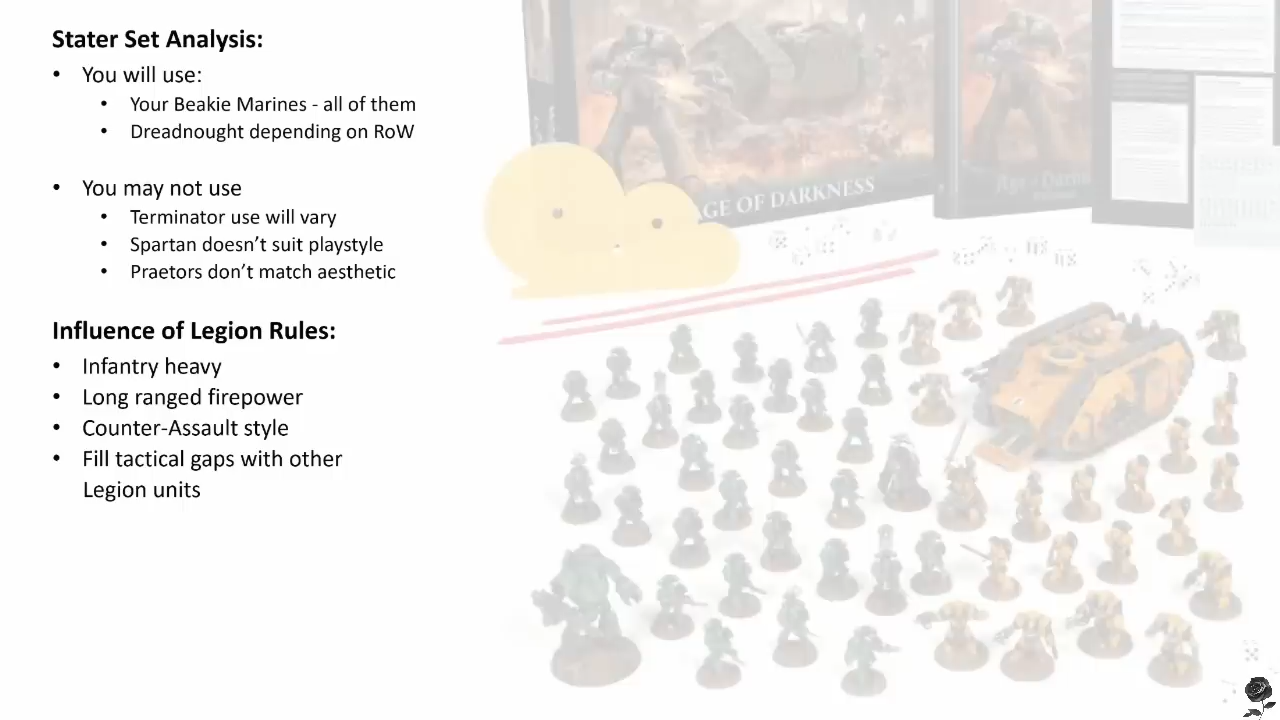 Stater Set Analysis:
• You will use:
• Your Beakie Marines - all of them
• Dreadnought depending on RoW
• You may not use
• Terminator use will vary
• Spartan doesn't suit playstyle
• Praetors don't match aesthetic
Influence of Legion Rules:
• Infantry heavy
• Long ranged firepower
• Counter-Assault style
• Fill tactical gaps with other
Legion units
AGE OF DARKNESS